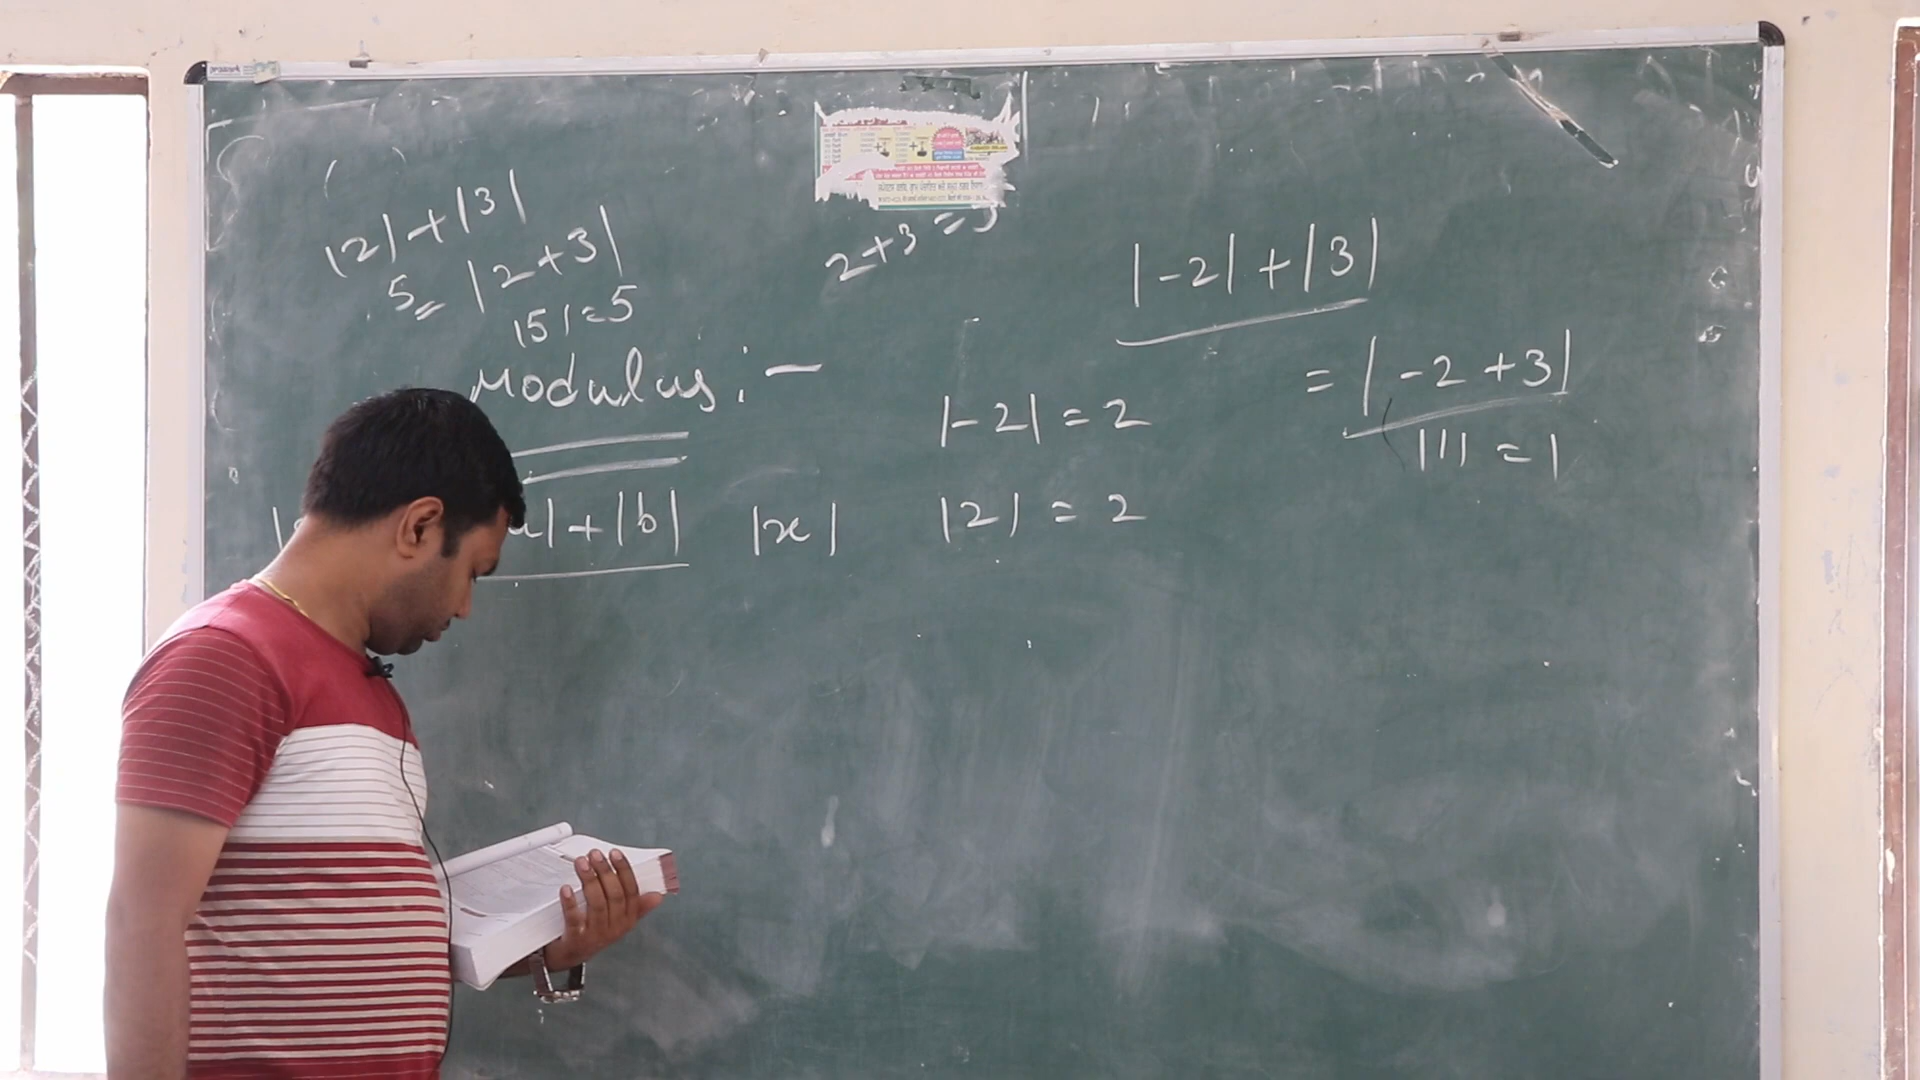 |2| + |3|
5 = |2+3|
|5| = 5
2+3 = 5
|-2| + |3|
= |-2+3|
|1| = 1
Modulus :-
|-2| = 2
+ |b|
|x|
|2| = 2